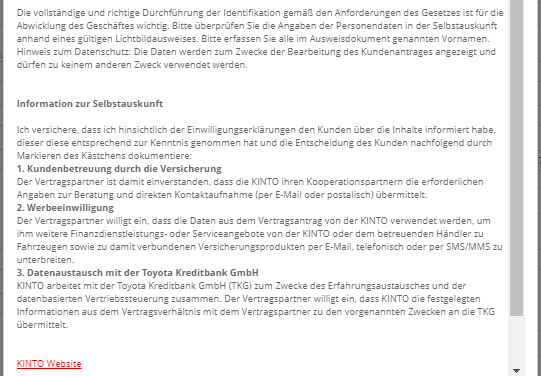 Die vollständige und richtige Durchführung der Identifikation gemäß den Anforderungen des Gesetzes ist für die
Abwicklung des Geschäftes wichtig. Bitte überprüfen Sie die Angaben der Personendaten in der Selbstauskunft
anhand eines gültigen Lichtbildausweises. Bitte erfassen Sie alle im Ausweisdokument genannten Vornamen.
Hinweis zum Datenschutz: Die Daten werden zum Zwecke der Bearbeitung des Kundenantrages angezeigt und
dürfen zu keinem anderen Zweck verwendet werden.
Information zur Selbstauskunft
Ich versichere, dass ich hinsichtlich der Einwilligungserklärungen den Kunden über die Inhalte informiert habe,
dieser diese entsprechend zur Kenntnis genommen hat und die Entscheidung des Kunden nachfolgend durch
Markieren des Kästchens dokumentiere:
1. Kundenbetreuung durch die Versicherung
Der Vertragspartner ist damit einverstanden, dass die KINTO ihren Kooperationspartnern die erforderlichen
Angaben zur Beratung und direkten Kontaktaufnahme (per E-Mail oder postalisch) übermittelt.
2. Werbeeinwilligung
Der Vertragspartner willigt ein, dass die Daten aus dem Vertragsantrag von der KINTO verwendet werden, um
ihm weitere Finanzdienstleistungs- oder Serviceangebote von der KINTO oder dem betreuenden Händler zu
Fahrzeugen sowie zu damit verbundenen Versicherungsprodukten per E-Mail, telefonisch oder per SMS/MMS zu
unterbreiten.
3. Datenaustausch mit der Toyota Kreditbank GmbH
KINTO arbeitet mit der Toyota Kreditbank GmbH (TKG) zum Zwecke des Erfahrungsaustausches und der
datenbasierten Vertriebssteuerung zusammen. Der Vertragspartner willigt ein, dass KINTO die festgelegten
Informationen aus dem Vertragsverhältnis mit dem Vertragspartner zu den vorgenannten Zwecken an die TKG
übermittelt.
KINTO Website